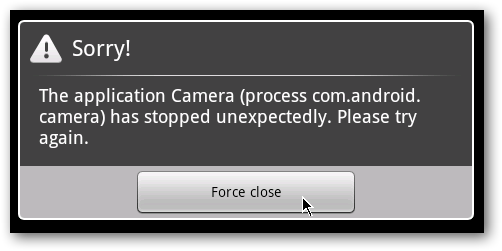 Sorry!
The application Camera (process com.android.
camera) has stopped unexpectedly. Please try
again.
Force close